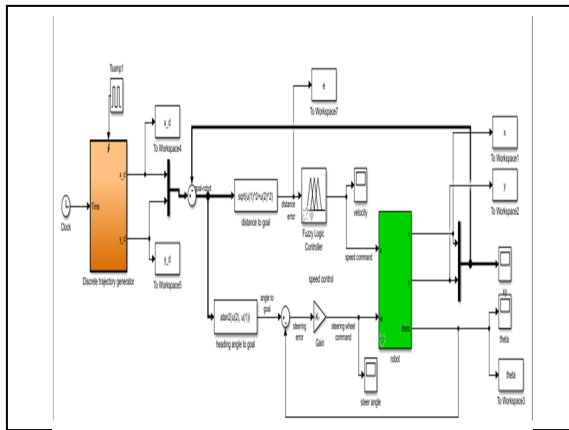 Tsamp1
x_d
To Workspace4
e
To Workspace7
x
To Workspace1
y
To Workspace2
x_d
goal-robot
sqrt(u(1)^2+u(2)^2)
distance to goal
distance error
Fuzzy Logic Controller
velocity
Time
Clock
y_d
Discrete trajectory generator
y_d
To Workspace5
speed command
speed control
v
x
y
xy
atan2(u(2), u(1))
heading angle to goal
angle to goal
steering error
Gain
steering wheel command
w
theta
robot
theta
steer angle
theta
To Workspace3